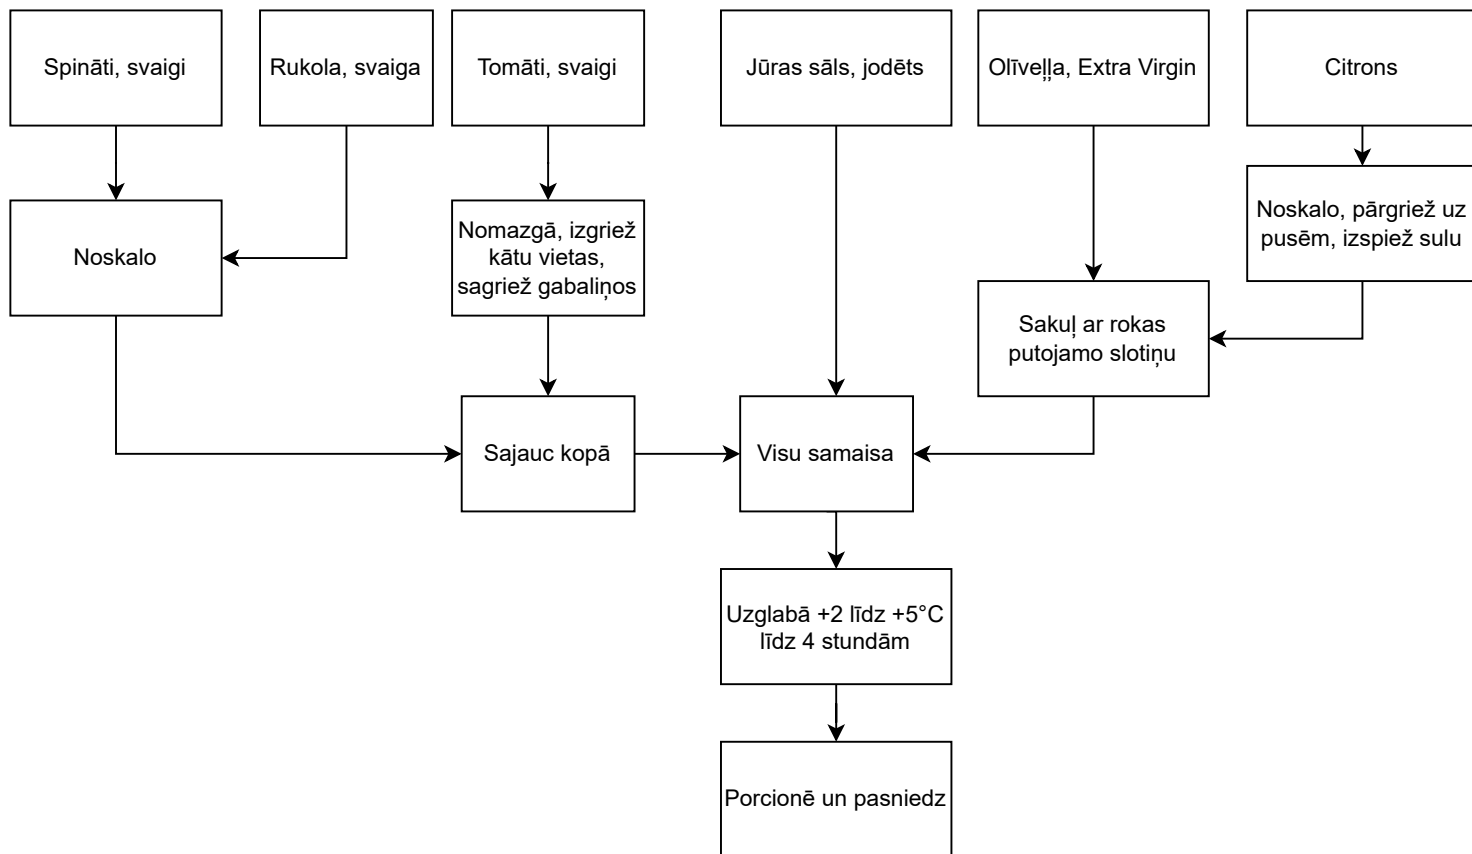 Spināti, svaigi
Rukola, svaiga
Tomāti, svaigi
Jūras sāls, jodēts
Olīveļļa, Extra Virgin
Citrons
Noskalo
Nomazgā, izgriež
kātu vietas,
sagriež gabaliņos
Noskalo, pārgriež uz
pusēm, izspiež sulu
Sakuļ ar rokas
putojamo slotiņu
Sajauc kopā
Visu samaisa
Uzglabā +2 līdz +5°C
līdz 4 stundām
Porcionē un pasniedz